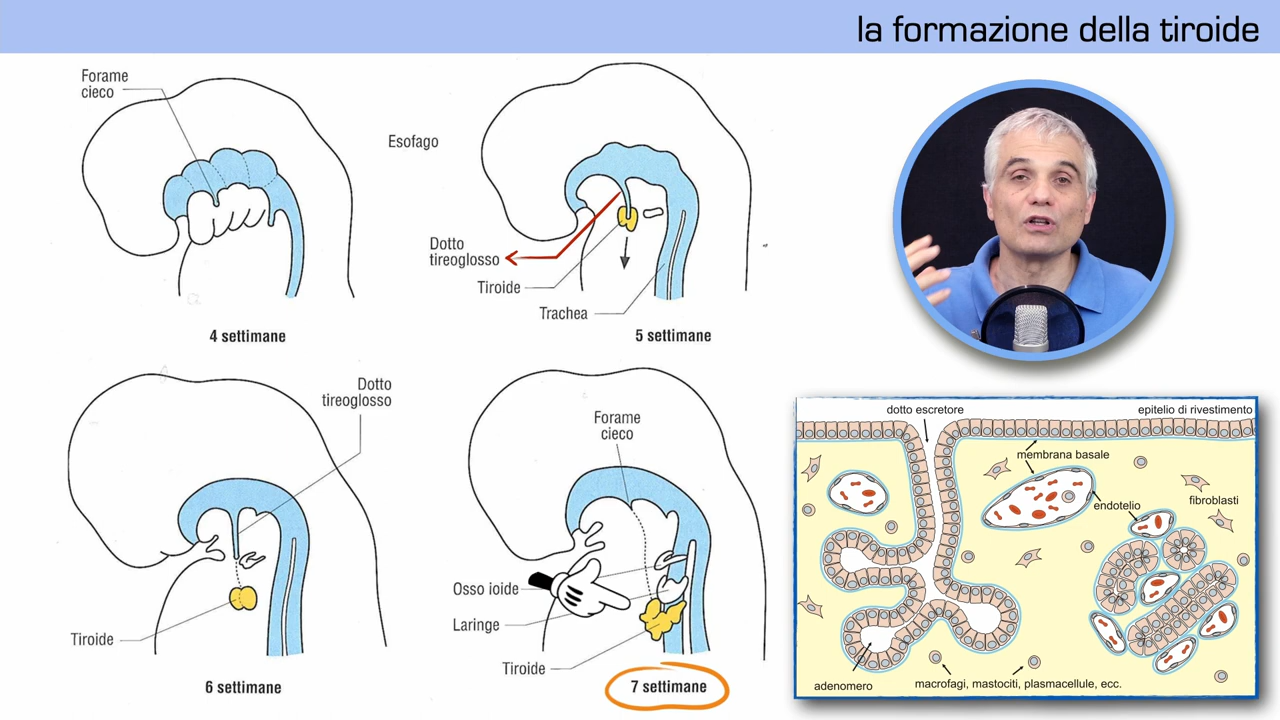 la formazione della tiroide
Forame
cieco
4 settimane
Esofago
Dotto
tireoglosso
Tiroide
Trachea
5 settimane
Dotto
tireoglosso
Tiroide
6 settimane
Forame
cieco
Osso ioide
Laringe
Tiroide
7 settimane
dotto escretore
epitelio di rivestimento
membrana basale
endotelio
fibroblasti
adenomero
macrofagi, mastociti, plasmacellule, ecc.